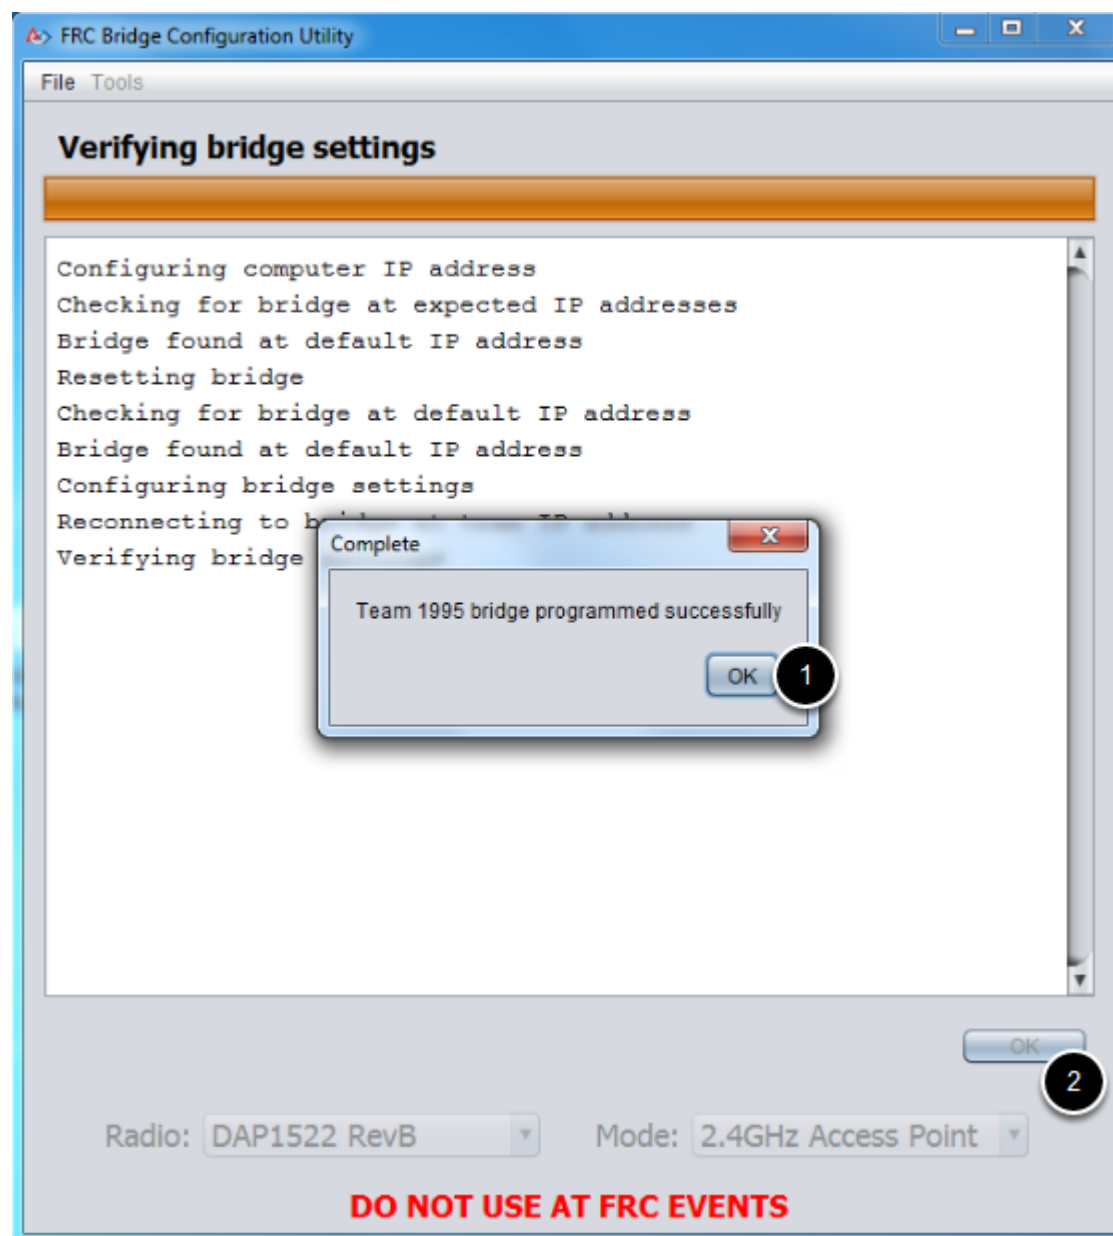 FRC Bridge Configuration Utility
File Tools
Verifying bridge settings
Configuring computer IP address
Checking for bridge at expected IP addresses
Bridge found at default IP address
Resetting bridge
Checking for bridge at default IP address
Bridge found at default IP address
Configuring bridge settings
Reconnecting to
Verifying bridge
Complete
Team 1995 bridge programmed successfully
OK 1
OK
2
Radio: DAP1522 RevB Mode: 2.4GHz Access Point
DO NOT USE AT FRC EVENTS